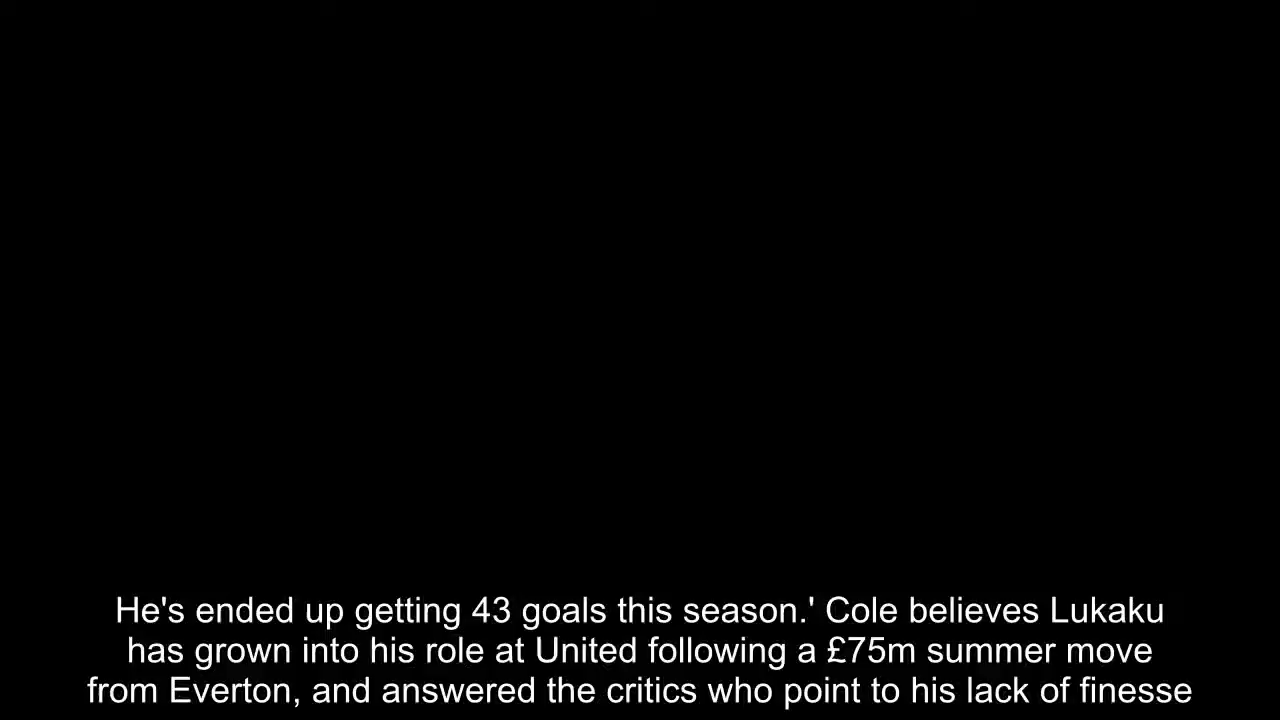 He's ended up getting 43 goals this season.' Cole believes Lukaku
has grown into his role at United following a £75m summer move
from Everton, and answered the critics who point to his lack of finesse